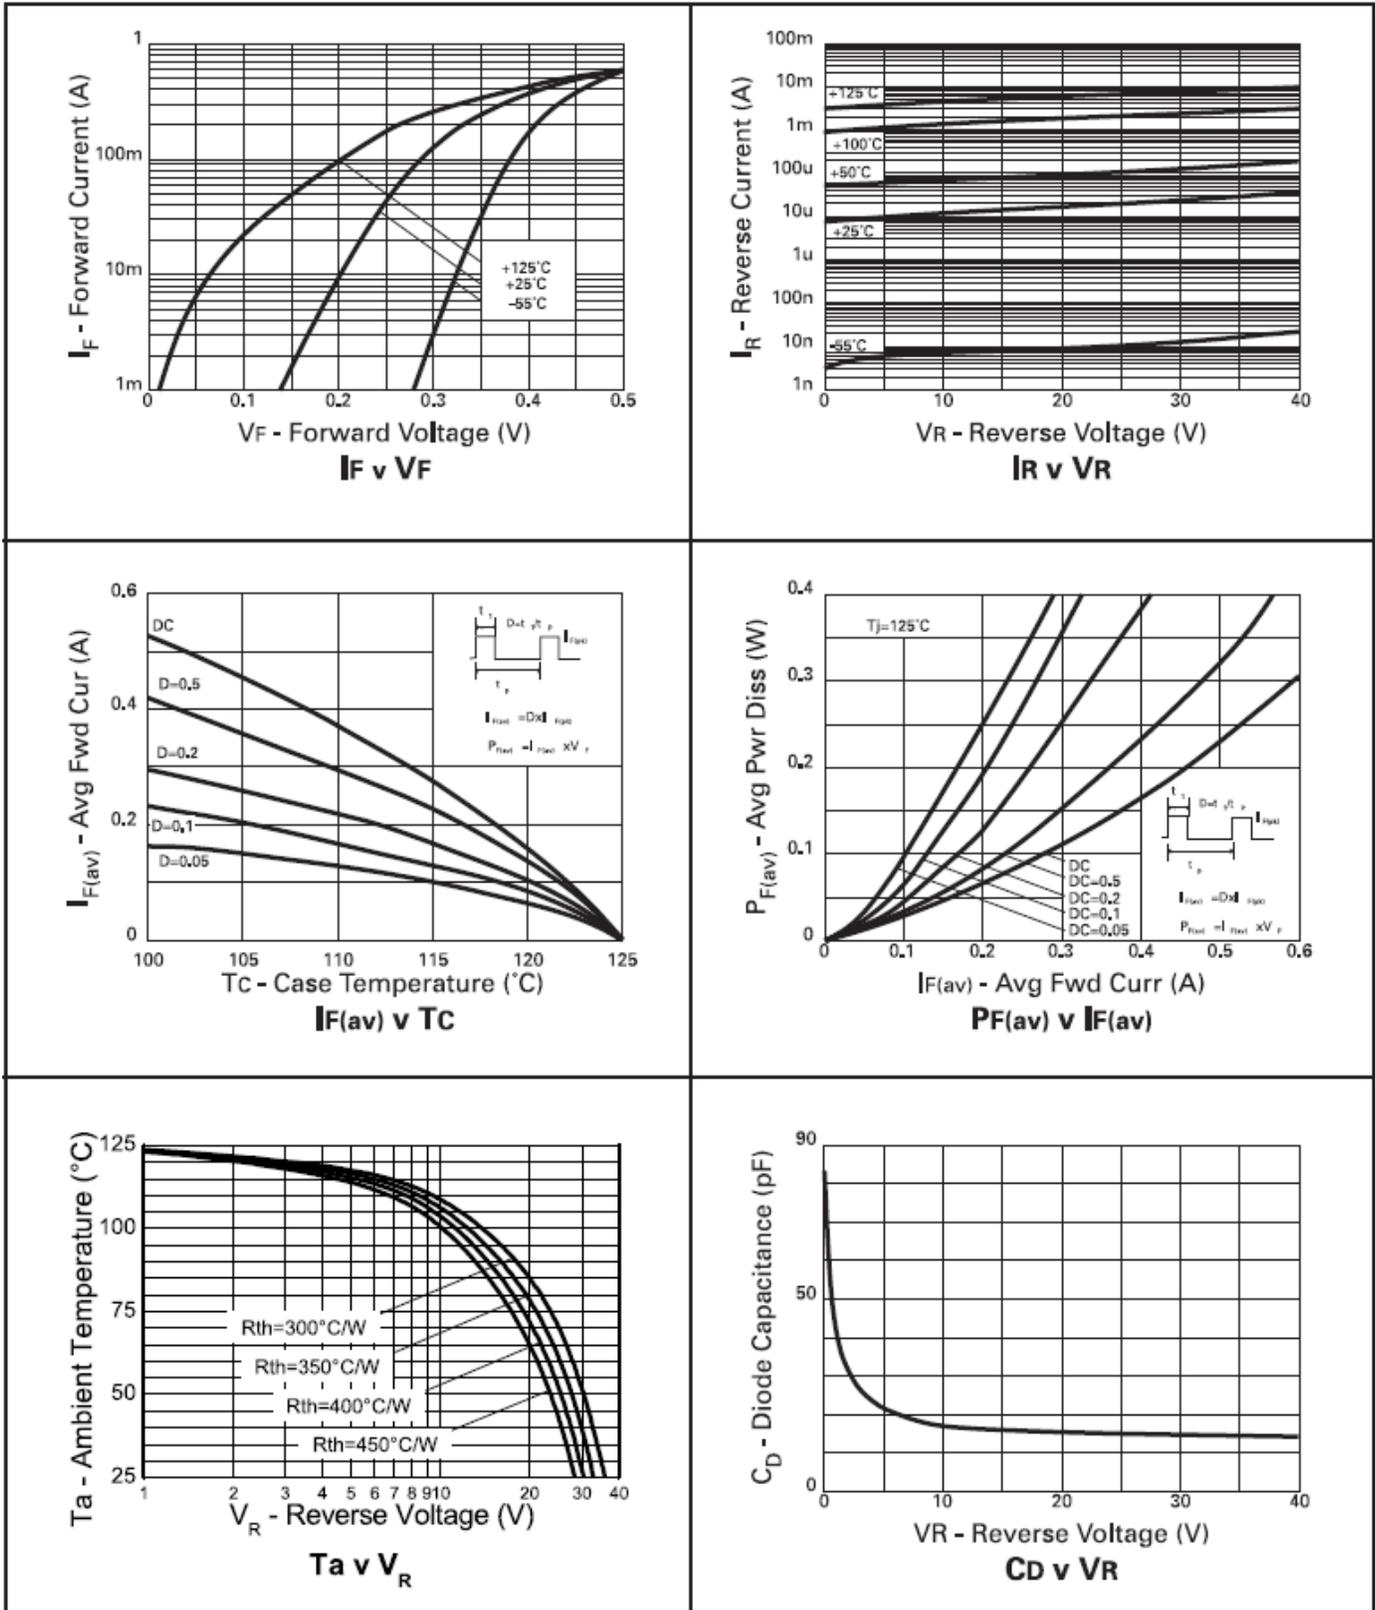 1
100m
10m
1m
0 0.1 0.2 0.3 0.4 0.5
IF - Forward Current (A)
+125°C
+25°C
-55°C
VF - Forward Voltage (V)
IF v VF
100m
10m
1m
100u
10u
1u
100n
10n
1n
0 10 20 30 40
IR - Reverse Current (A)
+125°C
+100°C
+50°C
+25°C
-55°C
VR - Reverse Voltage (V)
IR v VR
0.6
0.4
0.2
0
100 105 110 115 120 125
IF(av) - Avg Fwd Cur (A)
DC
D=0.5
D=0.2
D=0.1
D=0.05
TC - Case Temperature (°C)
IF(av) v TC
0.4
0.3
0.2
0.1
0
0 0.1 0.2 0.3 0.4 0.5 0.6
PF(av) - Avg Pwr Diss (W)
Tj=125°C
DC
DC=0.5
DC=0.2
DC=0.1
DC=0.05
IF(av) - Avg Fwd Curr (A)
PF(av) v IF(av)
125
100
75
50
25
1 2 3 4 5 6 7 8 9 10 20 30 40
Ta - Ambient Temperature (°C)
Rth=300°C/W
Rth=350°C/W
Rth=400°C/W
Rth=450°C/W
VR - Reverse Voltage (V)
Ta v VR
90
50
0
0 10 20 30 40
CD - Diode Capacitance (pF)
VR - Reverse Voltage (V)
CD v VR